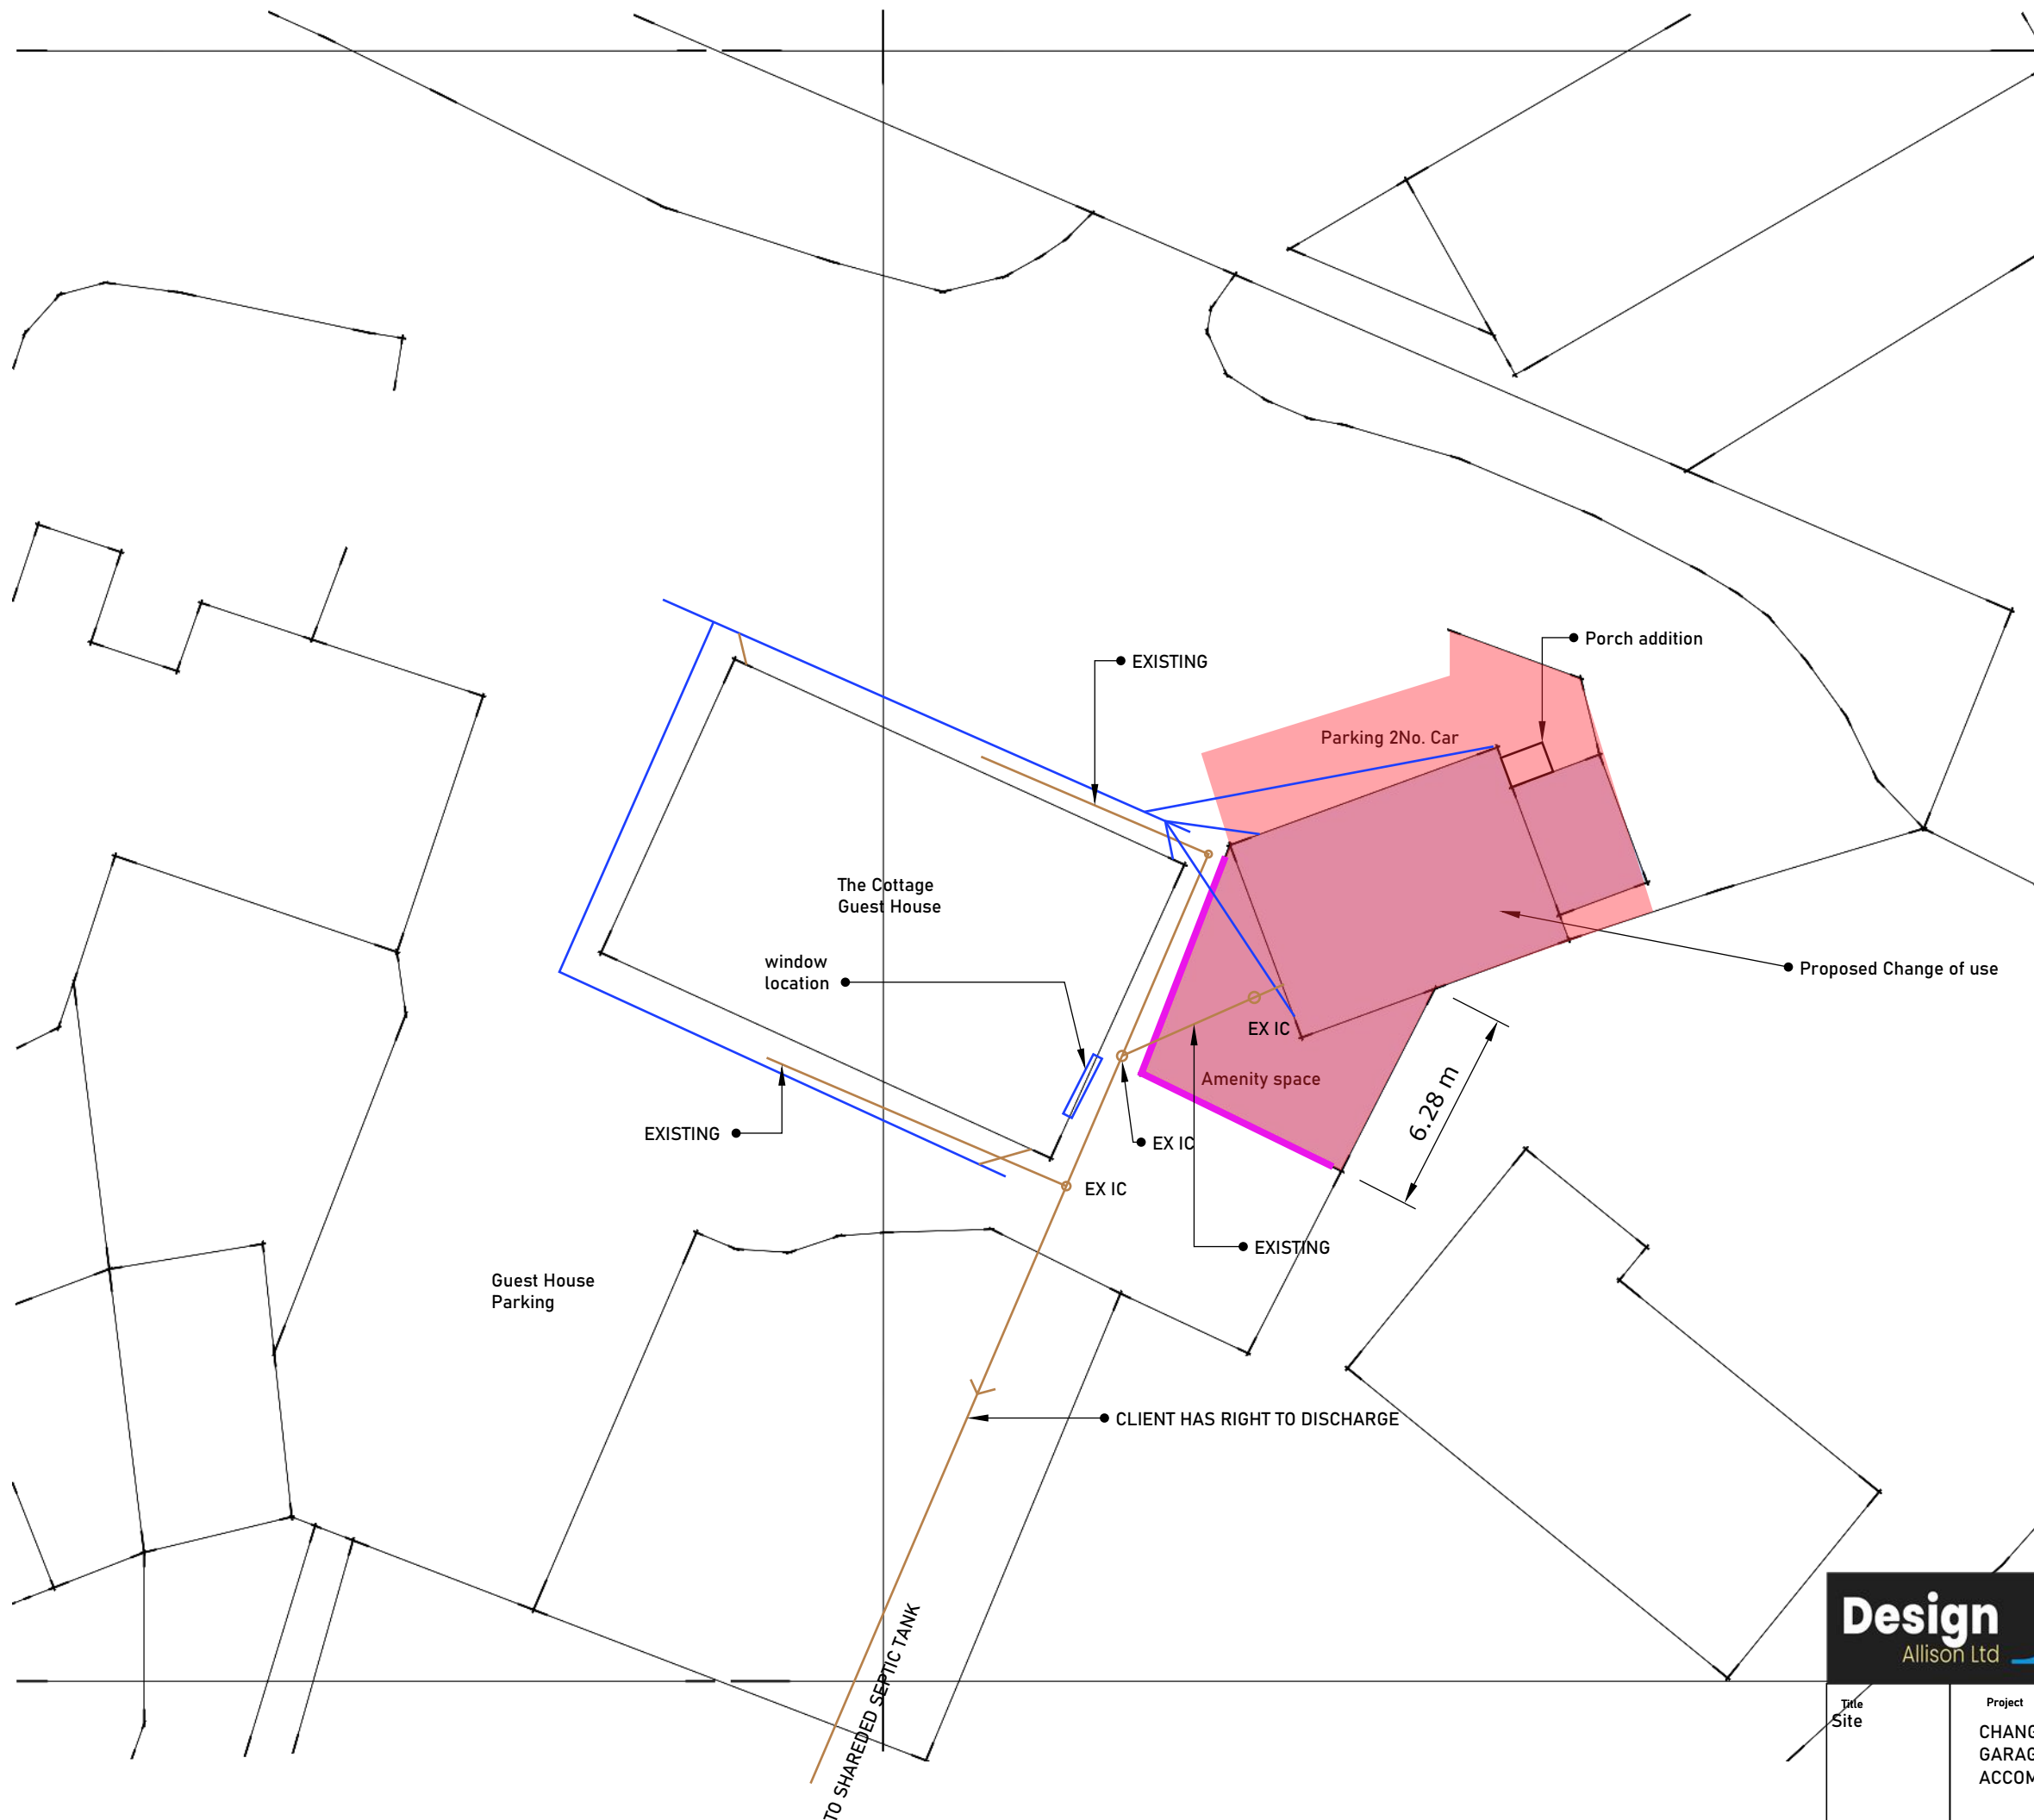 Porch addition
EXISTING
Parking 2No. Car
The Cottage
Guest House
window
location
Proposed Change of use
EX IC
Amenity space
6.28 m
EXISTING
EX IC
EX IC
EXISTING
Guest House
Parking
CLIENT HAS RIGHT TO DISCHARGE
TO SHAREDED SEPTIC TANK
Design
Allison Ltd
Title
Site
Project
CHANG
GARAG
ACCOM